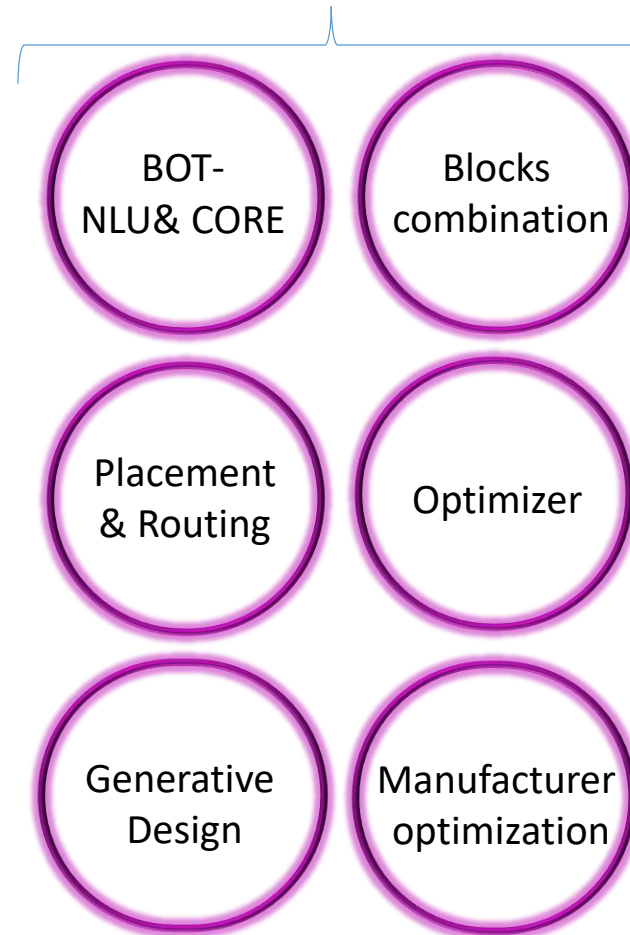 BOT-
NLU& CORE
Blocks
combination
Placement
& Routing
Optimizer
Generative
Design
Manufacturer
optimization